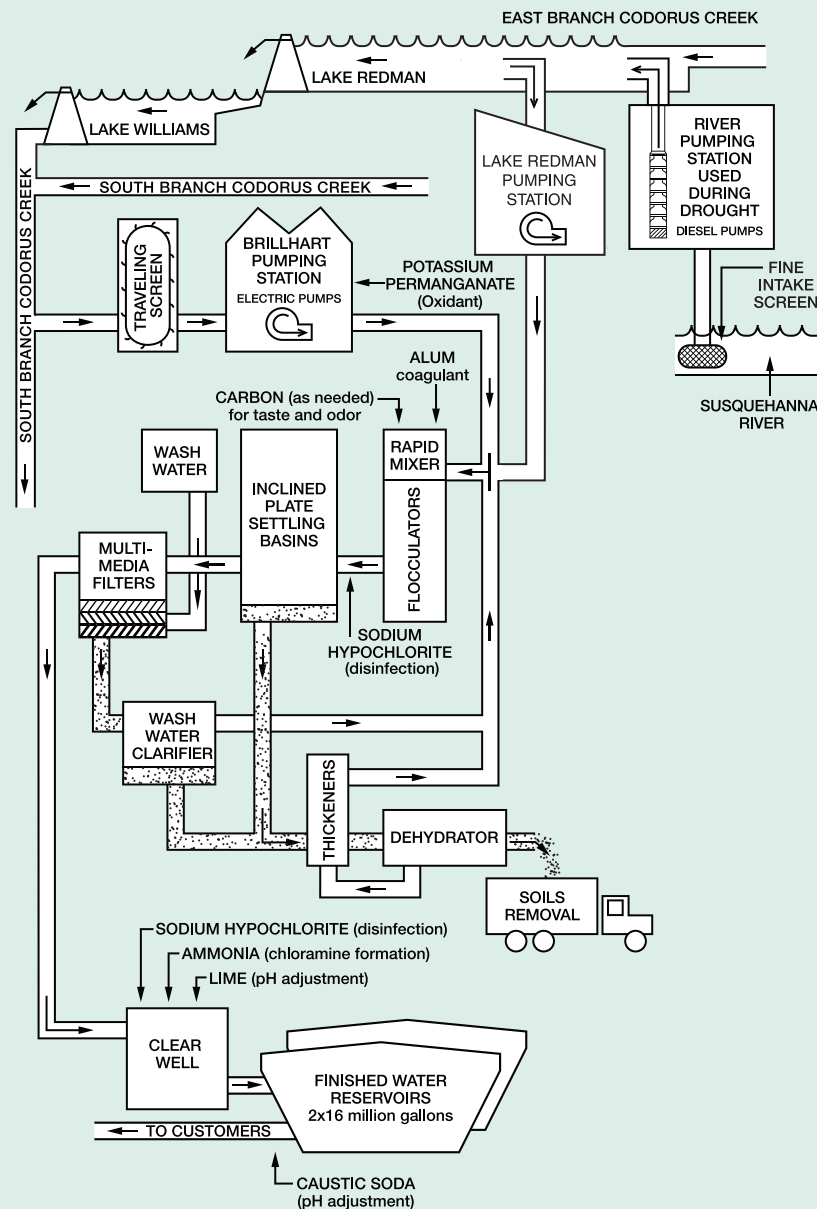 EAST BRANCH CODORUS CREEK
LAKE REDMAN
LAKE WILLIAMS
RIVER
PUMPING
STATION
USED
DURING
DROUGHT
DIESEL PUMPS
LAKE REDMAN
PUMPING
STATION
SOUTH BRANCH CODORUS CREEK
SOUTH BRANCH CODORUS CREEK
TRAVELING
SCREEN
BRILLHART
PUMPING
STATION
ELECTRIC PUMPS
POTASSIUM
PERMANGANATE
(Oxidant)
FINE
INTAKE
SCREEN
SUSQUEHANNA
RIVER
ALUM
coagulant
CARBON (as needed)
for taste and odor
WASH
WATER
INCLINED
PLATE
SETTLING
BASINS
RAPID
MIXER
FLOCCULATORS
MULTI-
MEDIA
FILTERS
SODIUM
HYPOCHLORITE
(disinfection)
WASH
WATER
CLARIFIER
THICKENERS
DEHYDRATOR
SOILS
REMOVAL
SODIUM HYPOCHLORITE (disinfection)
AMMONIA (chloramine formation)
LIME (pH adjustment)
CLEAR
WELL
FINISHED WATER
RESERVOIRS
2x16 million gallons
TO CUSTOMERS
CAUSTIC SODA
(pH adjustment)